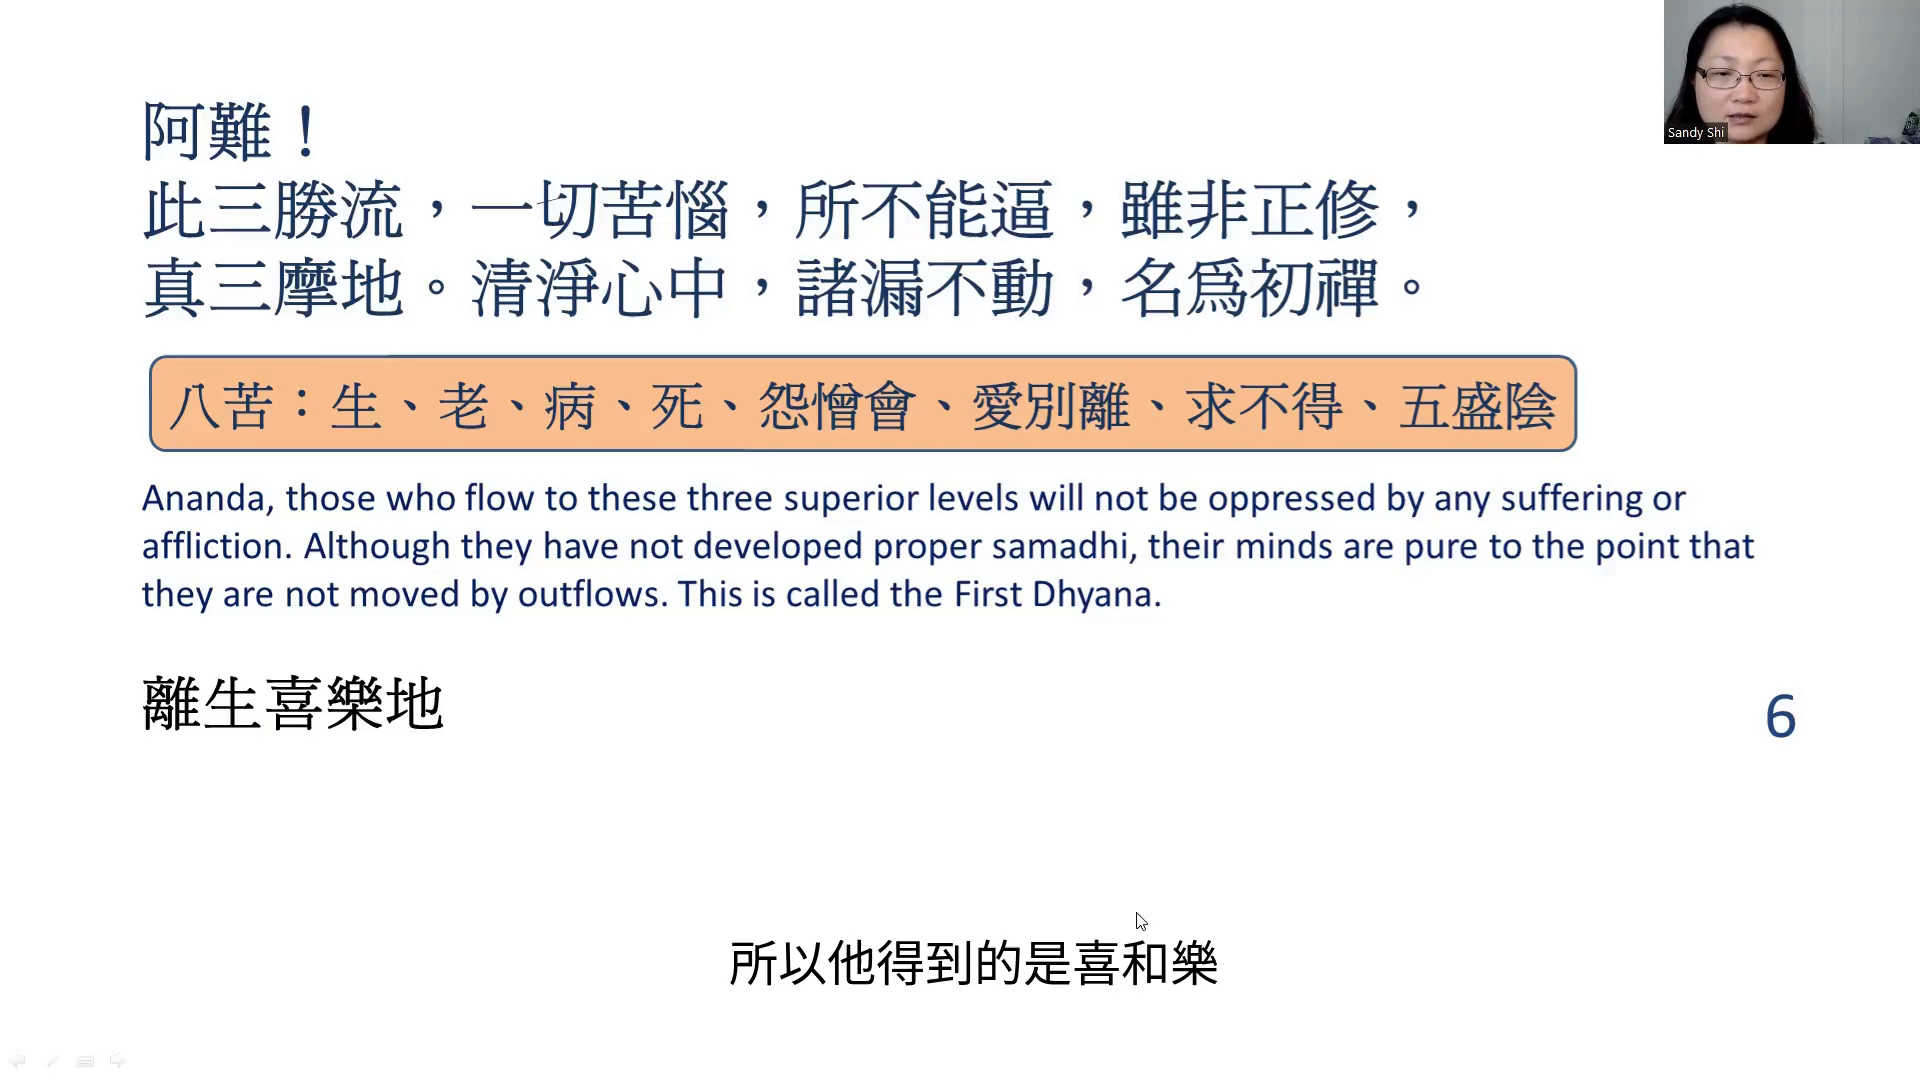 阿難！
此三勝流，一切苦惱，所不能逼，雖非正修，
真三摩地。清淨心中，諸漏不動，名爲初禪。
八苦：生、老、病、死、怨憎會、愛別離、求不得、五盛陰
Ananda, those who flow to these three superior levels will not be oppressed by any suffering or
affliction. Although they have not developed proper samadhi, their minds are pure to the point that
they are not moved by outflows. This is called the First Dhyana.
離生喜樂地
6
所以他得到的是喜和樂
Sandy Shi